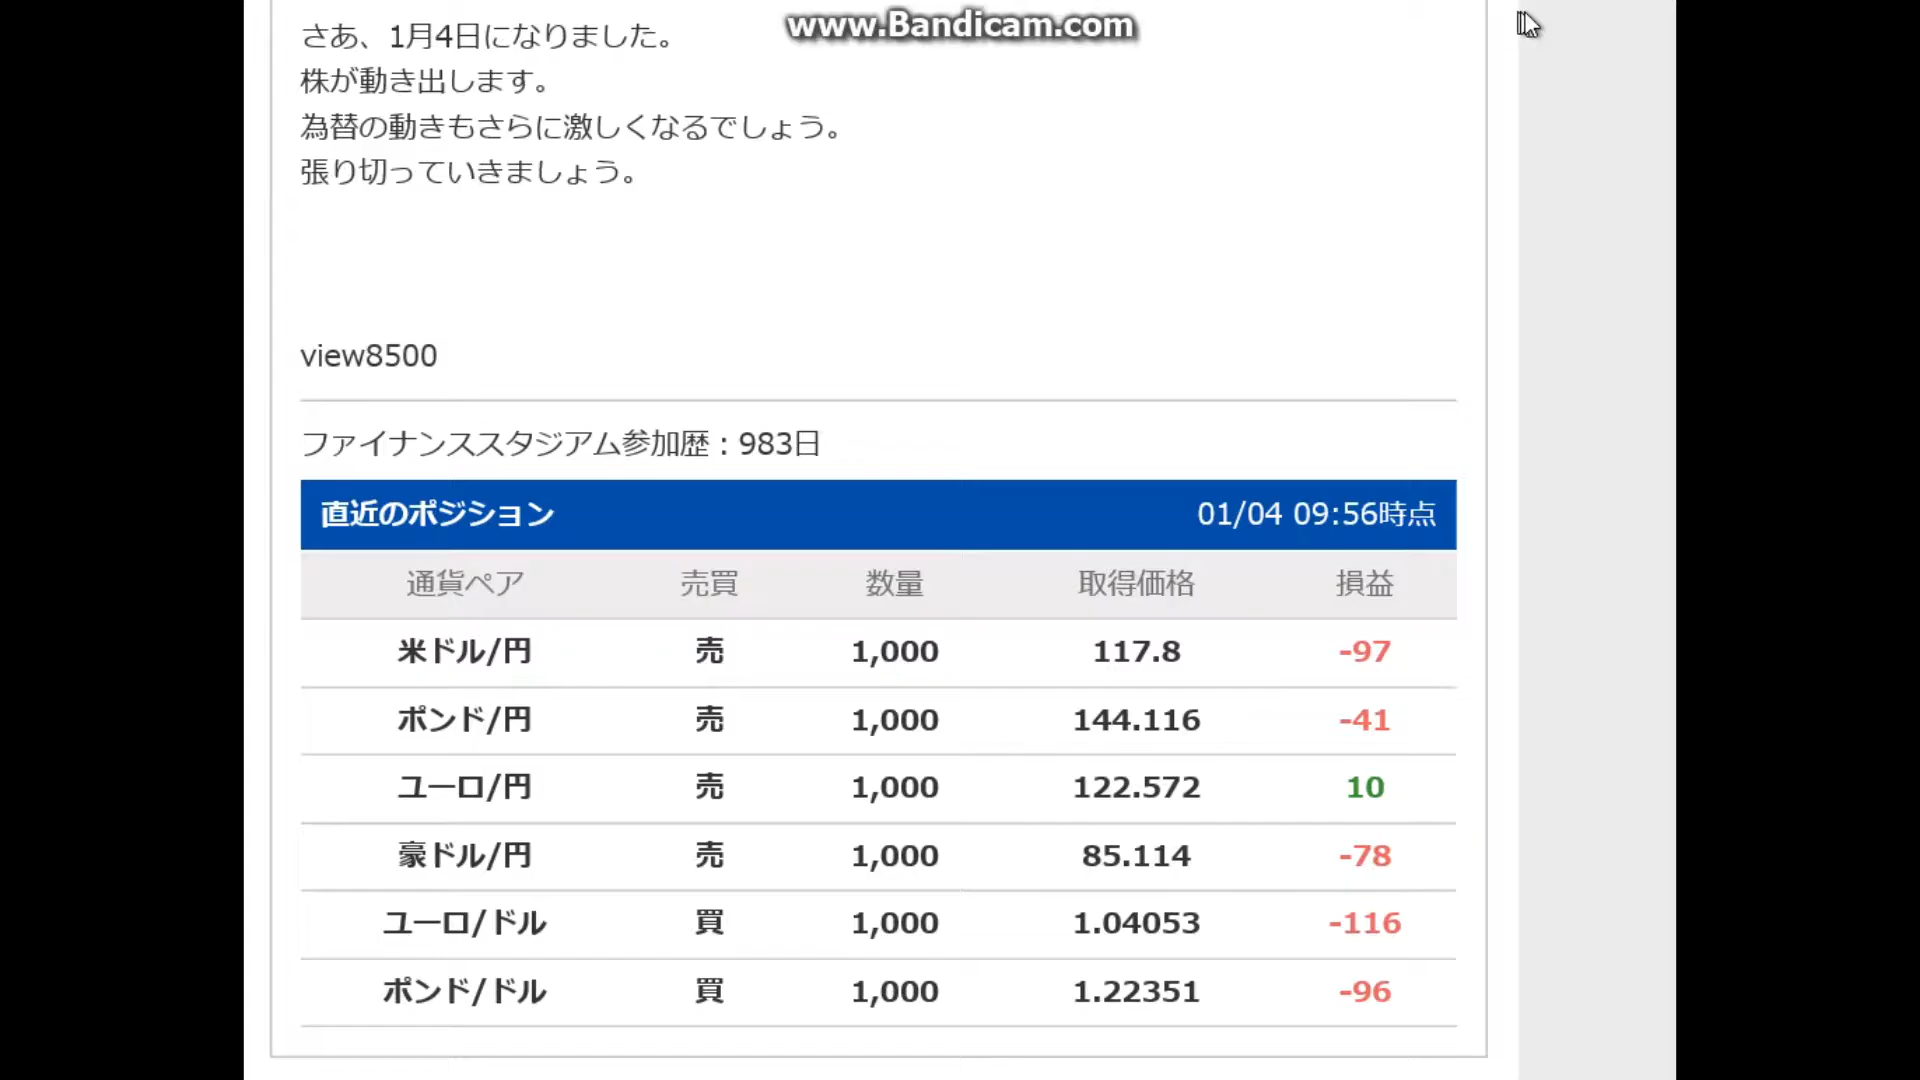 www.Bandicam.com
さあ、1月4日になりました。
株が動き出します。
為替の動きもさらに激しくなるでしょう。
張り切っていきましょう。
view8500
ファイナンススタジアム参加歴：983日
直近のポジション 01/04 09:56時点
通貨ペア 売買 数量 取得価格 損益
米ドル/円 売 1,000 117.8 -97
ポンド/円 売 1,000 144.116 -41
ユーロ/円 売 1,000 122.572 10
豪ドル/円 売 1,000 85.114 -78
ユーロ/ドル 買 1,000 1.04053 -116
ポンド/ドル 買 1,000 1.22351 -96